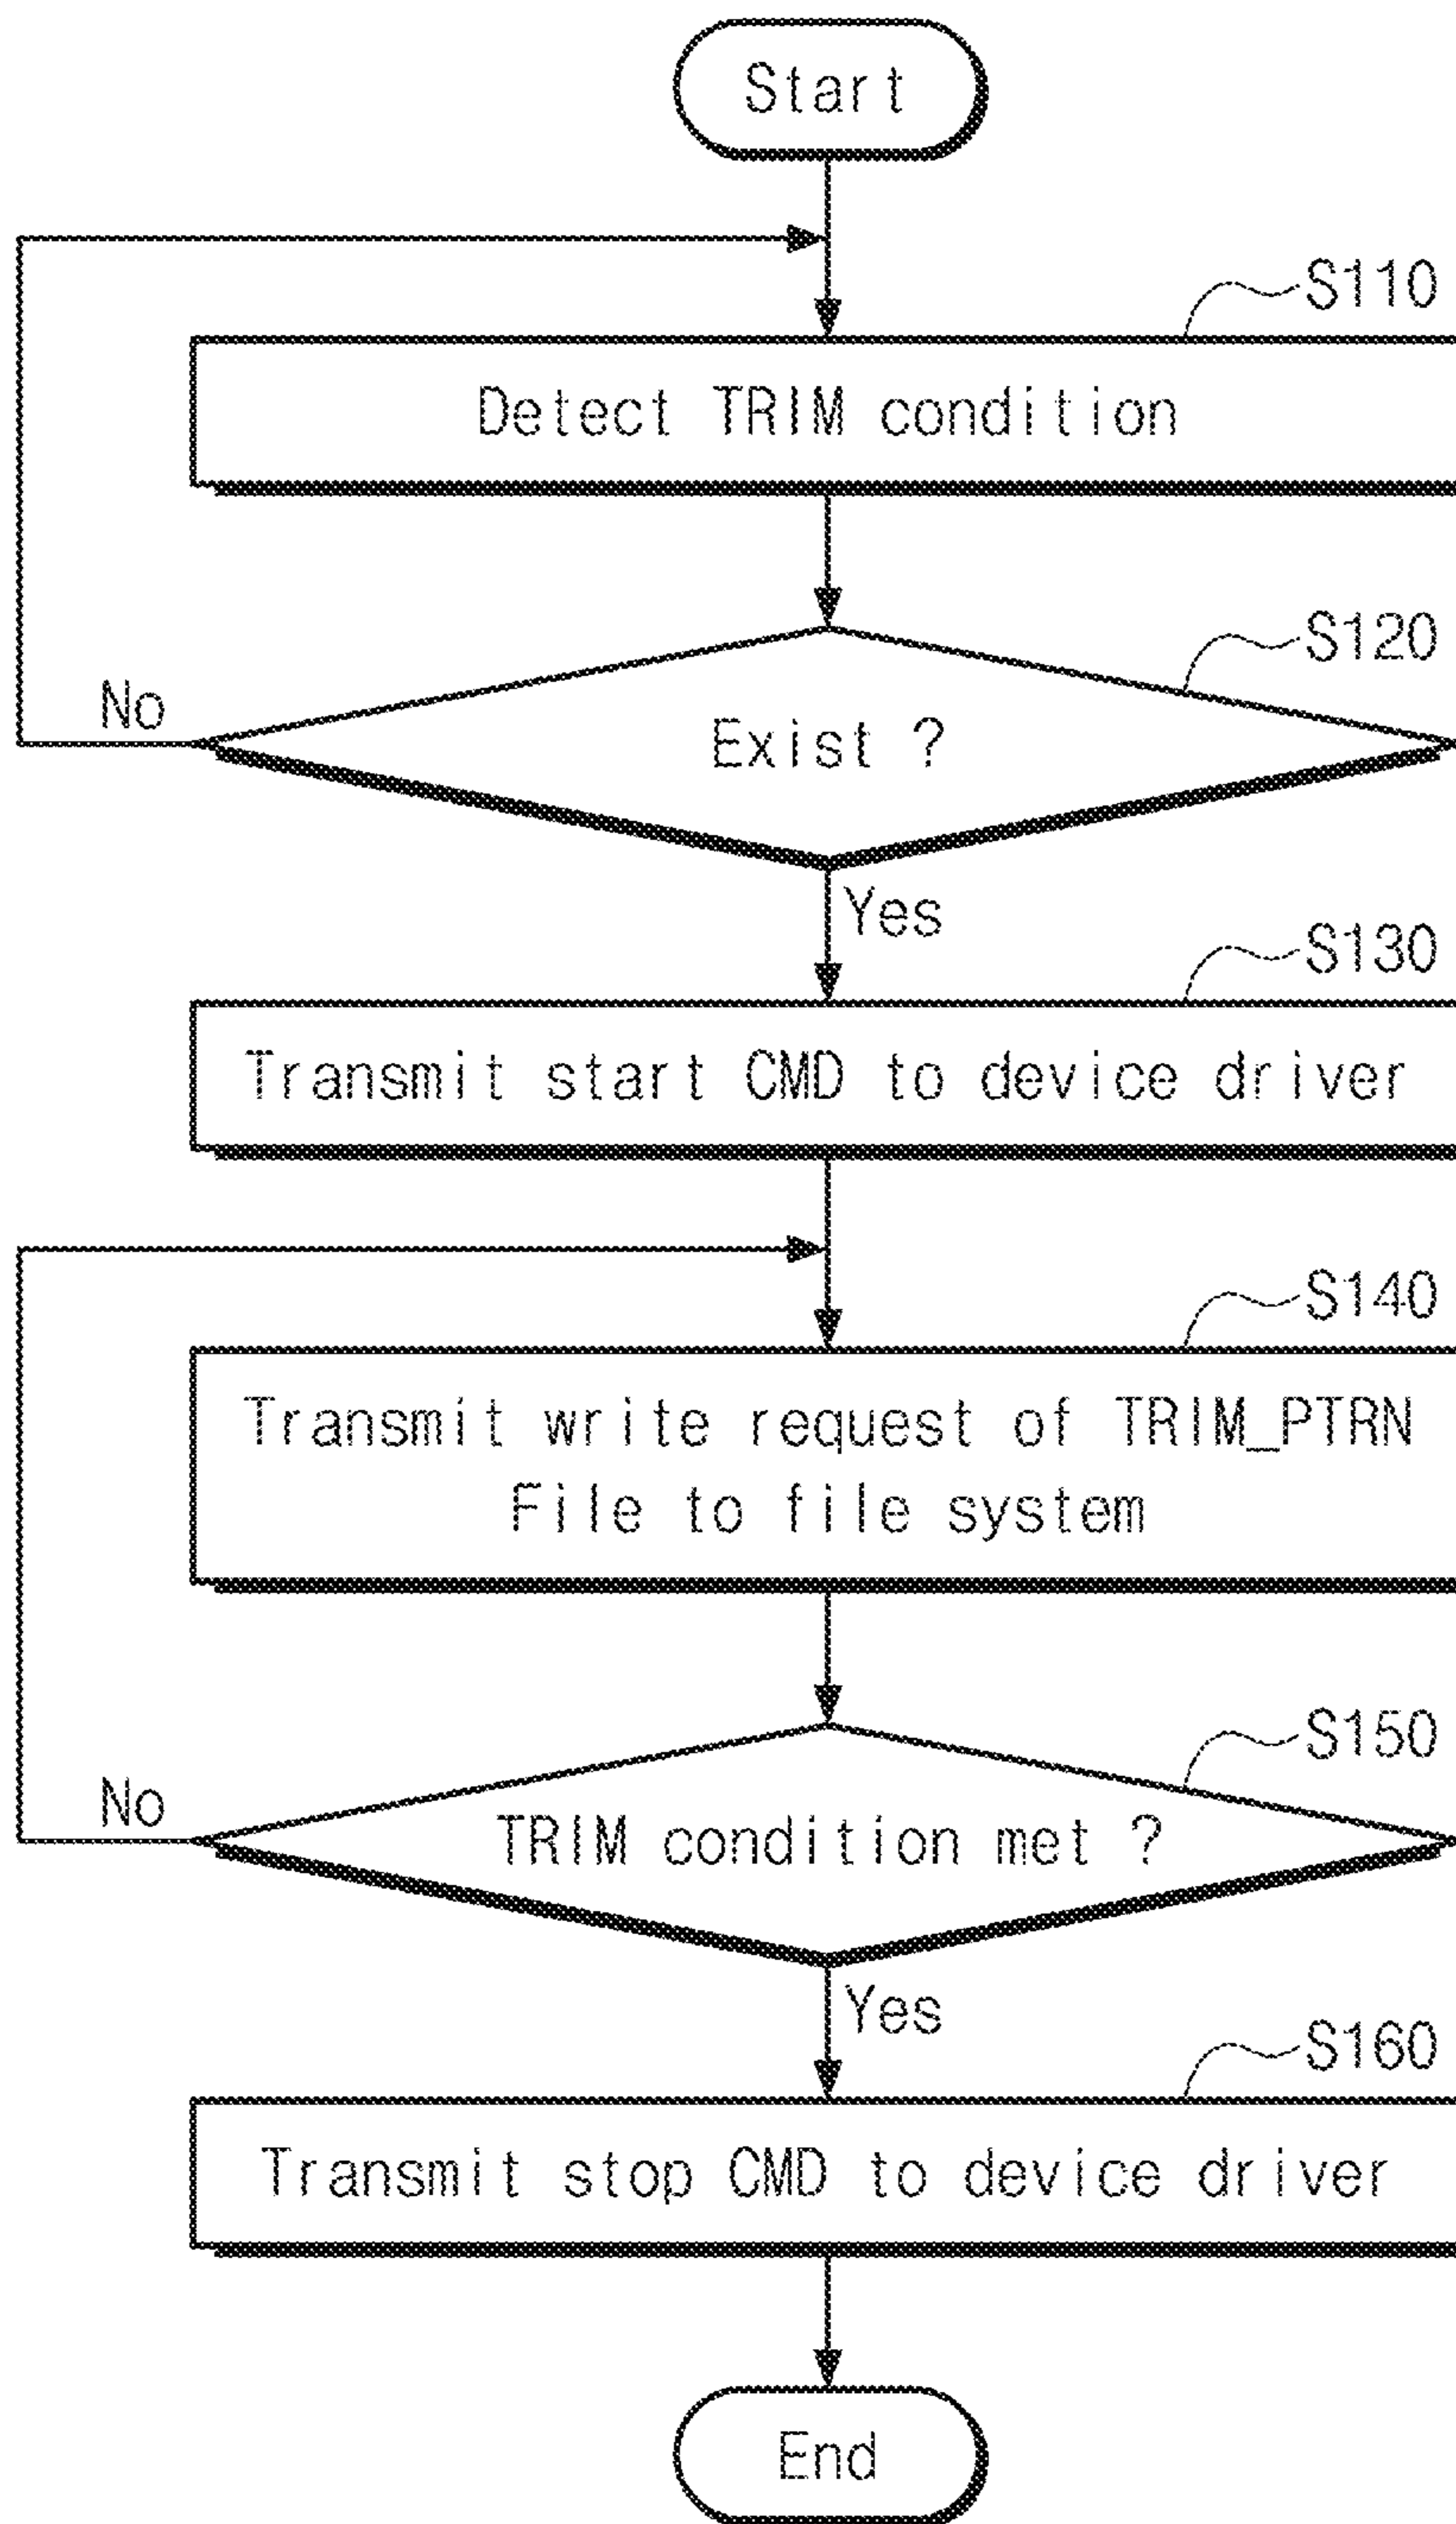 Start
S110
Detect TRIM condition
S120
No
Exist ?
Yes
S130
Transmit start CMD to device driver
S140
Transmit write request of TRIM_PTRN
File to file system
S150
No
TRIM condition met ?
Yes
S160
Transmit stop CMD to device driver
End